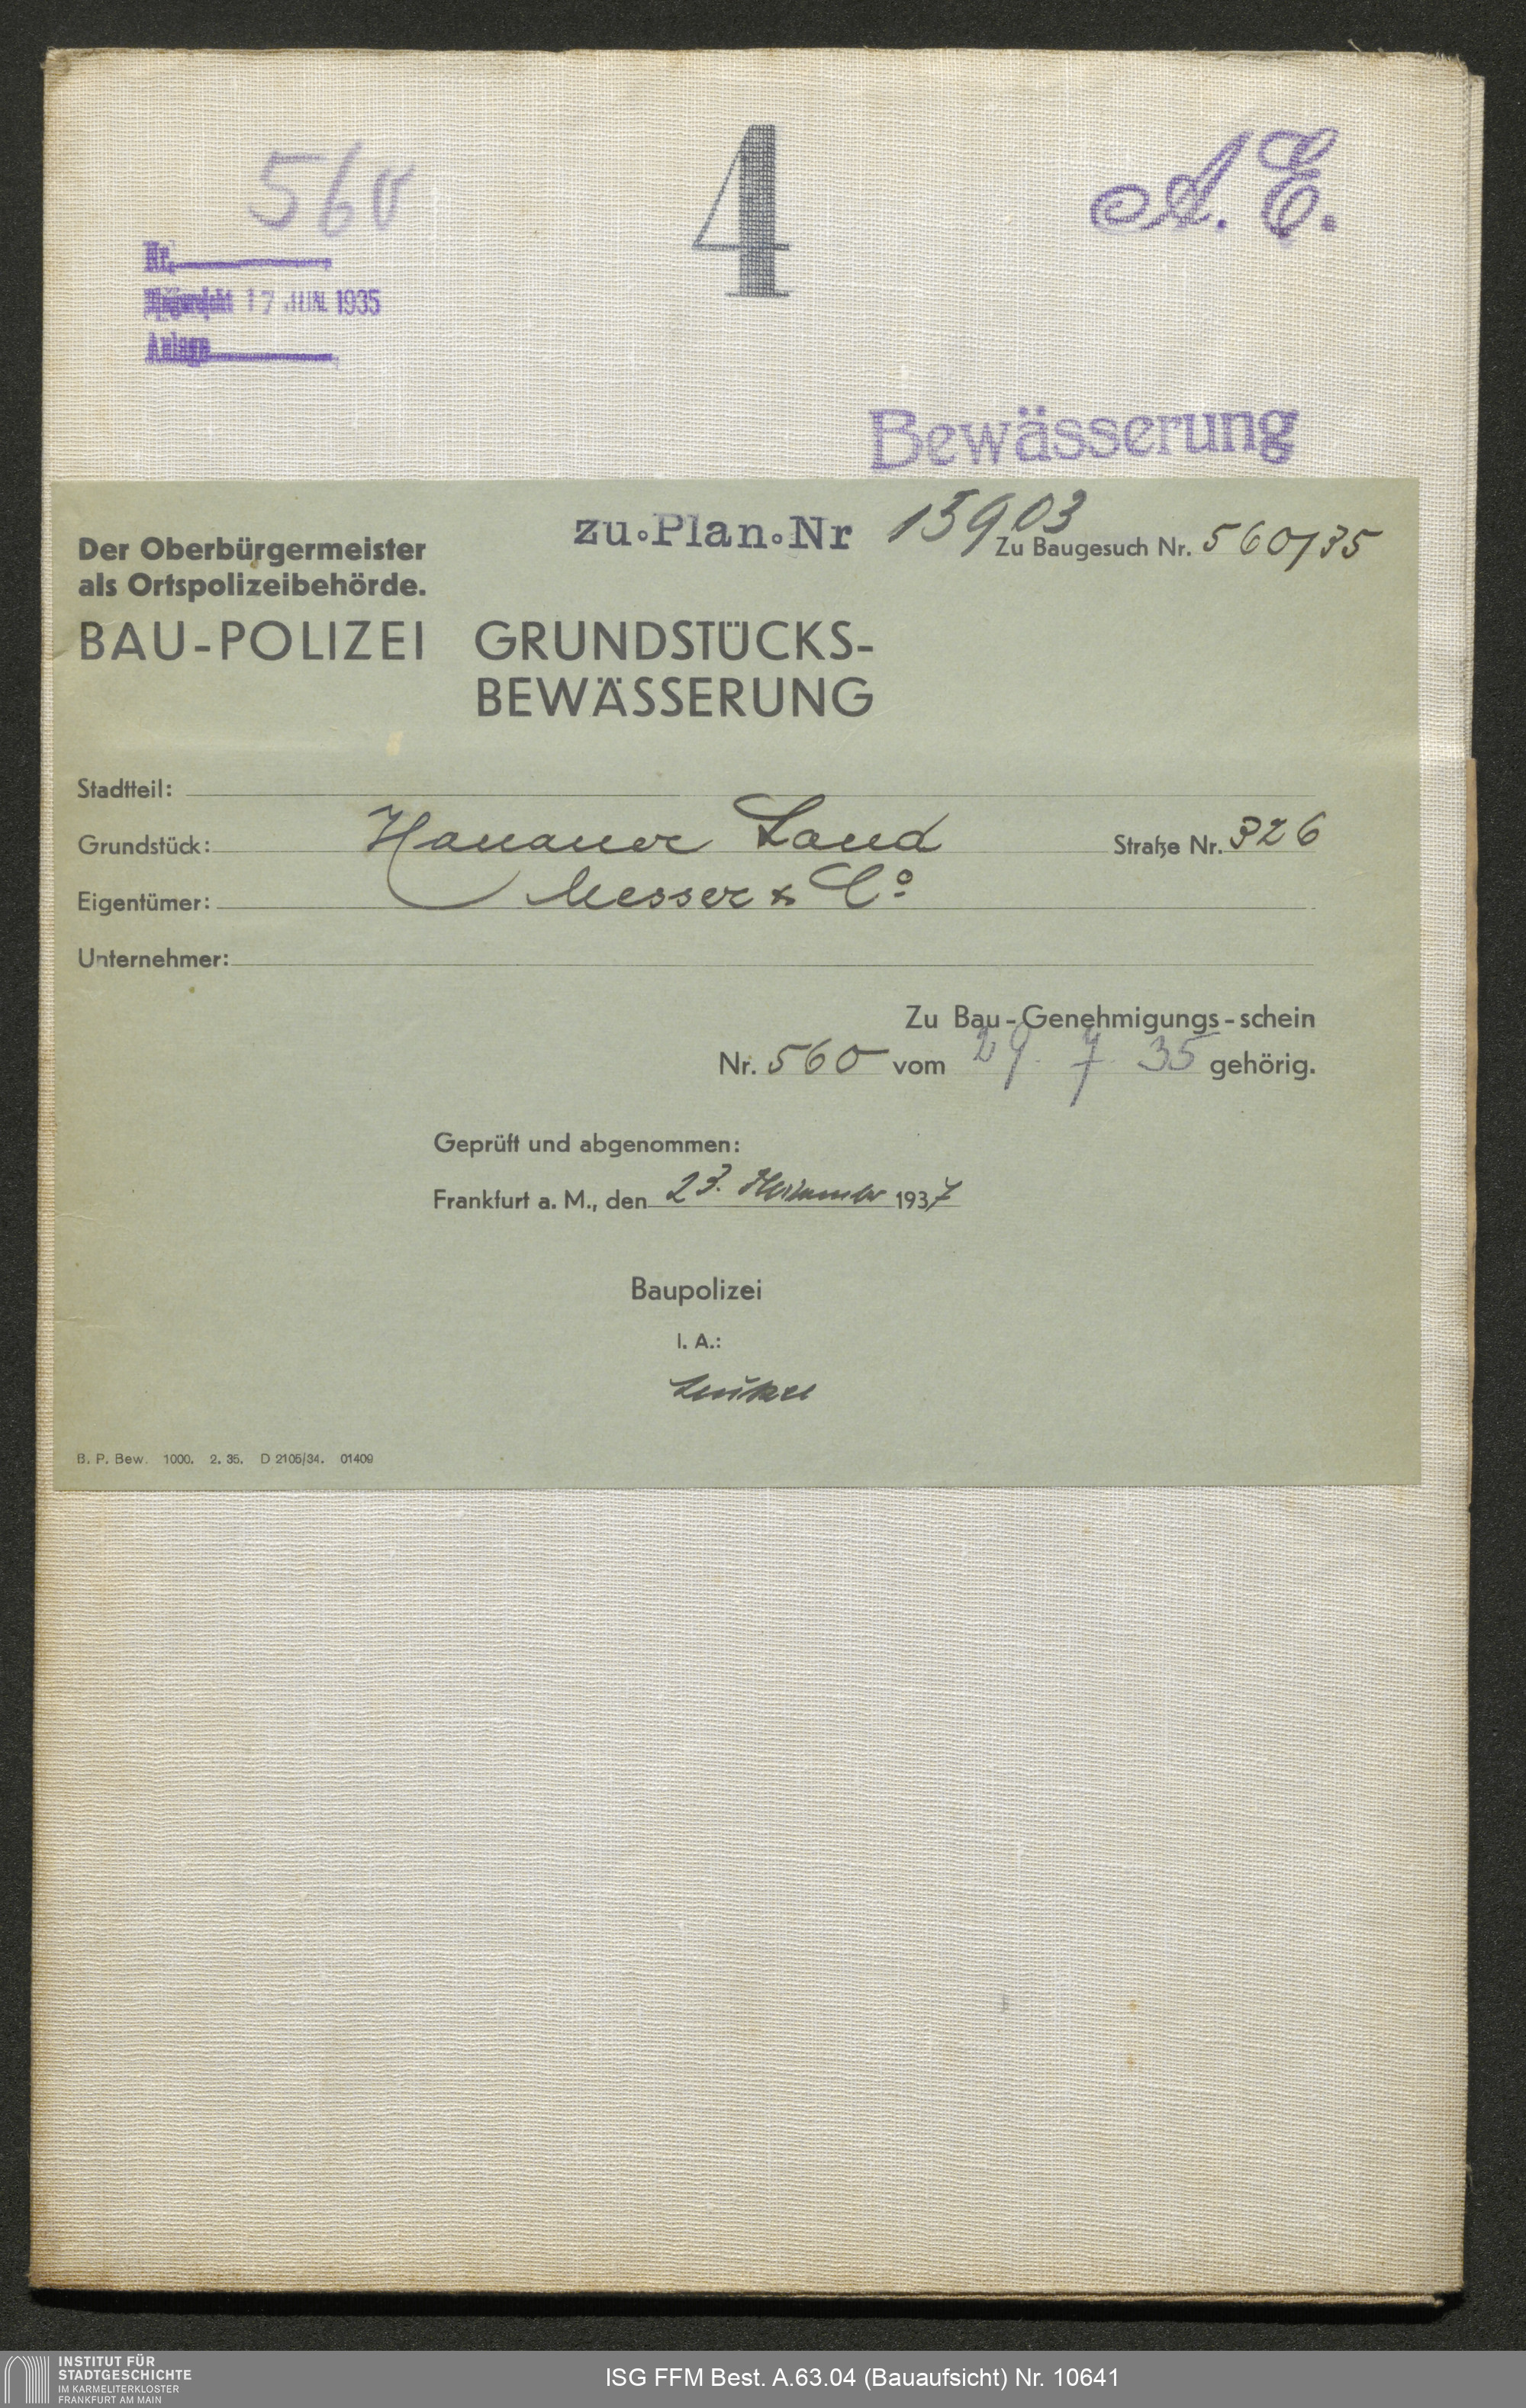 560
4
A. E.
Nr.
Eingereicht 17 JUNI 1935
Anlage
Bewässerung
zu.Plan.Nr 15903
Zu Baugesuch Nr. 560/35
Der Oberbürgermeister
als Ortspolizeibehörde.
BAU-POLIZEI GRUNDSTÜCKS-
BEWÄSSERUNG
Stadtteil:
Grundstück: Hanauer Land Straße Nr. 326
Eigentümer: Messer & Co
Unternehmer:
Zu Bau-Genehmigungs-schein
Nr. 560 vom 29. 7. 35 gehörig.
Geprüft und abgenommen:
Frankfurt a. M., den 23. 1937
Baupolizei
I. A.:
B. P. Bew. 1000. 2. 35. D 2105/34. 01409
INSTITUT FÜR
STADTGESCHICHTE
IM KARMELITERKLOSTER
FRANKFURT AM MAIN
ISG FFM Best. A.63.04 (Bauaufsicht) Nr. 10641